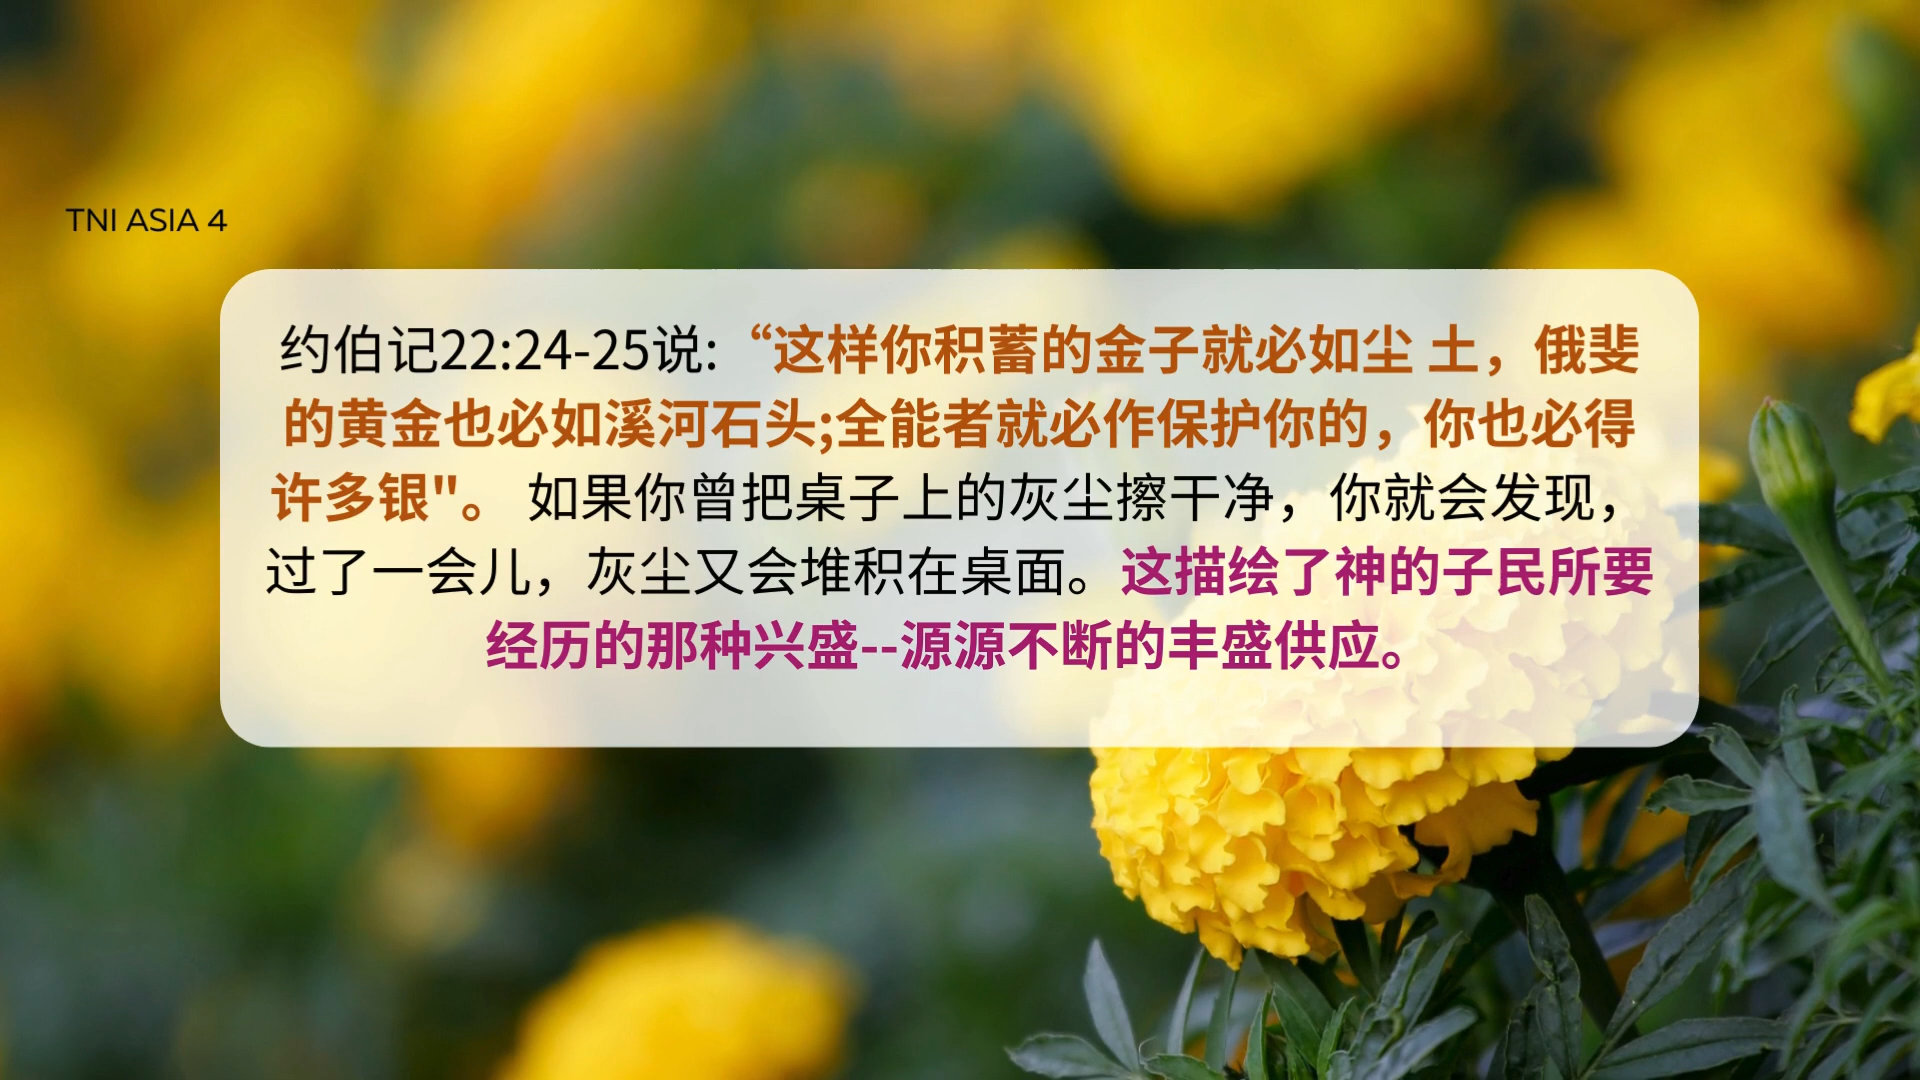 TNI ASIA 4
约伯记22:24-25说:“这样你积蓄的金子就必如尘 土，俄斐
的黄金也必如溪河石头;全能者就必作保护你的，你也必得
许多银"。 如果你曾把桌子上的灰尘擦干净，你就会发现，
过了一会儿，灰尘又会堆积在桌面。这描绘了神的子民所要
经历的那种兴盛--源源不断的丰盛供应。